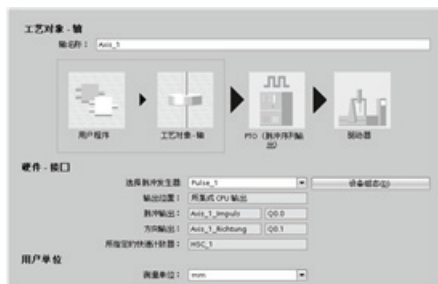 工艺对象 - 轴
轴名称： Axis_1
用户程序
工艺对象 - 轴
PTO（脉冲序列输出）
驱动器
硬件 - 接口
选择脉冲发生器： Pulse_1 设备组态(D)
输出位置： 所集成 CPU 输出
脉冲输出： Axis_1_Impuls Q0.0
方向输出： Axis_1_Richtung Q0.1
所指定的快速计数器： HSC_1
用户单位
测量单位： mm